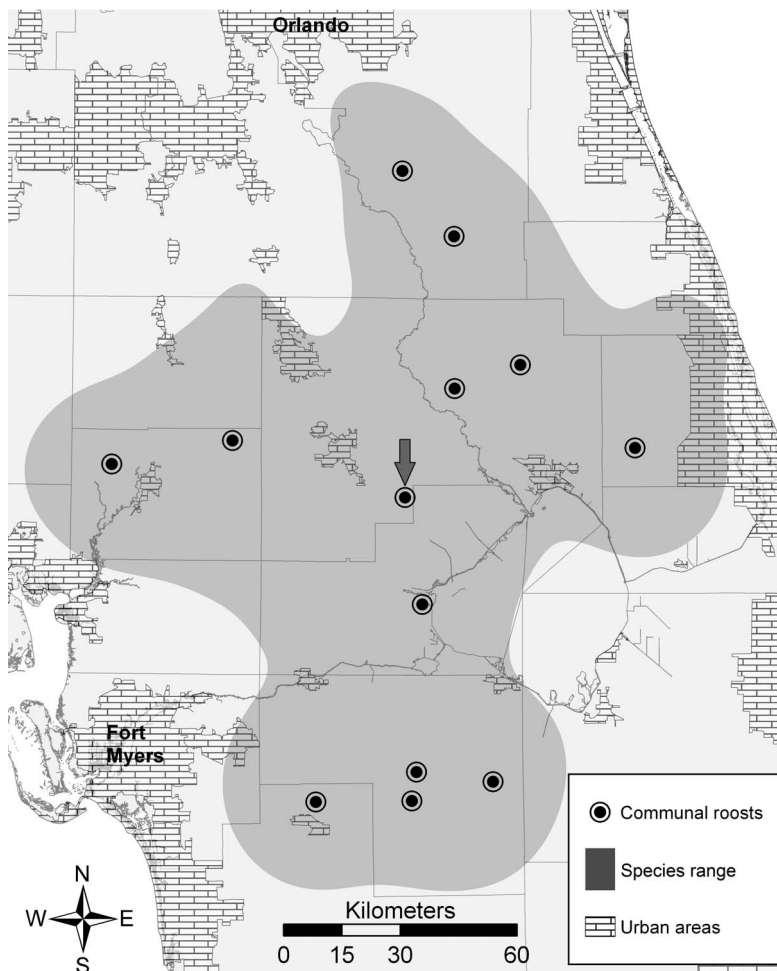 Orlando
Fort
Myers
Communal roosts
Species range
Urban areas
N
W E
S
Kilometers
0 15 30 60